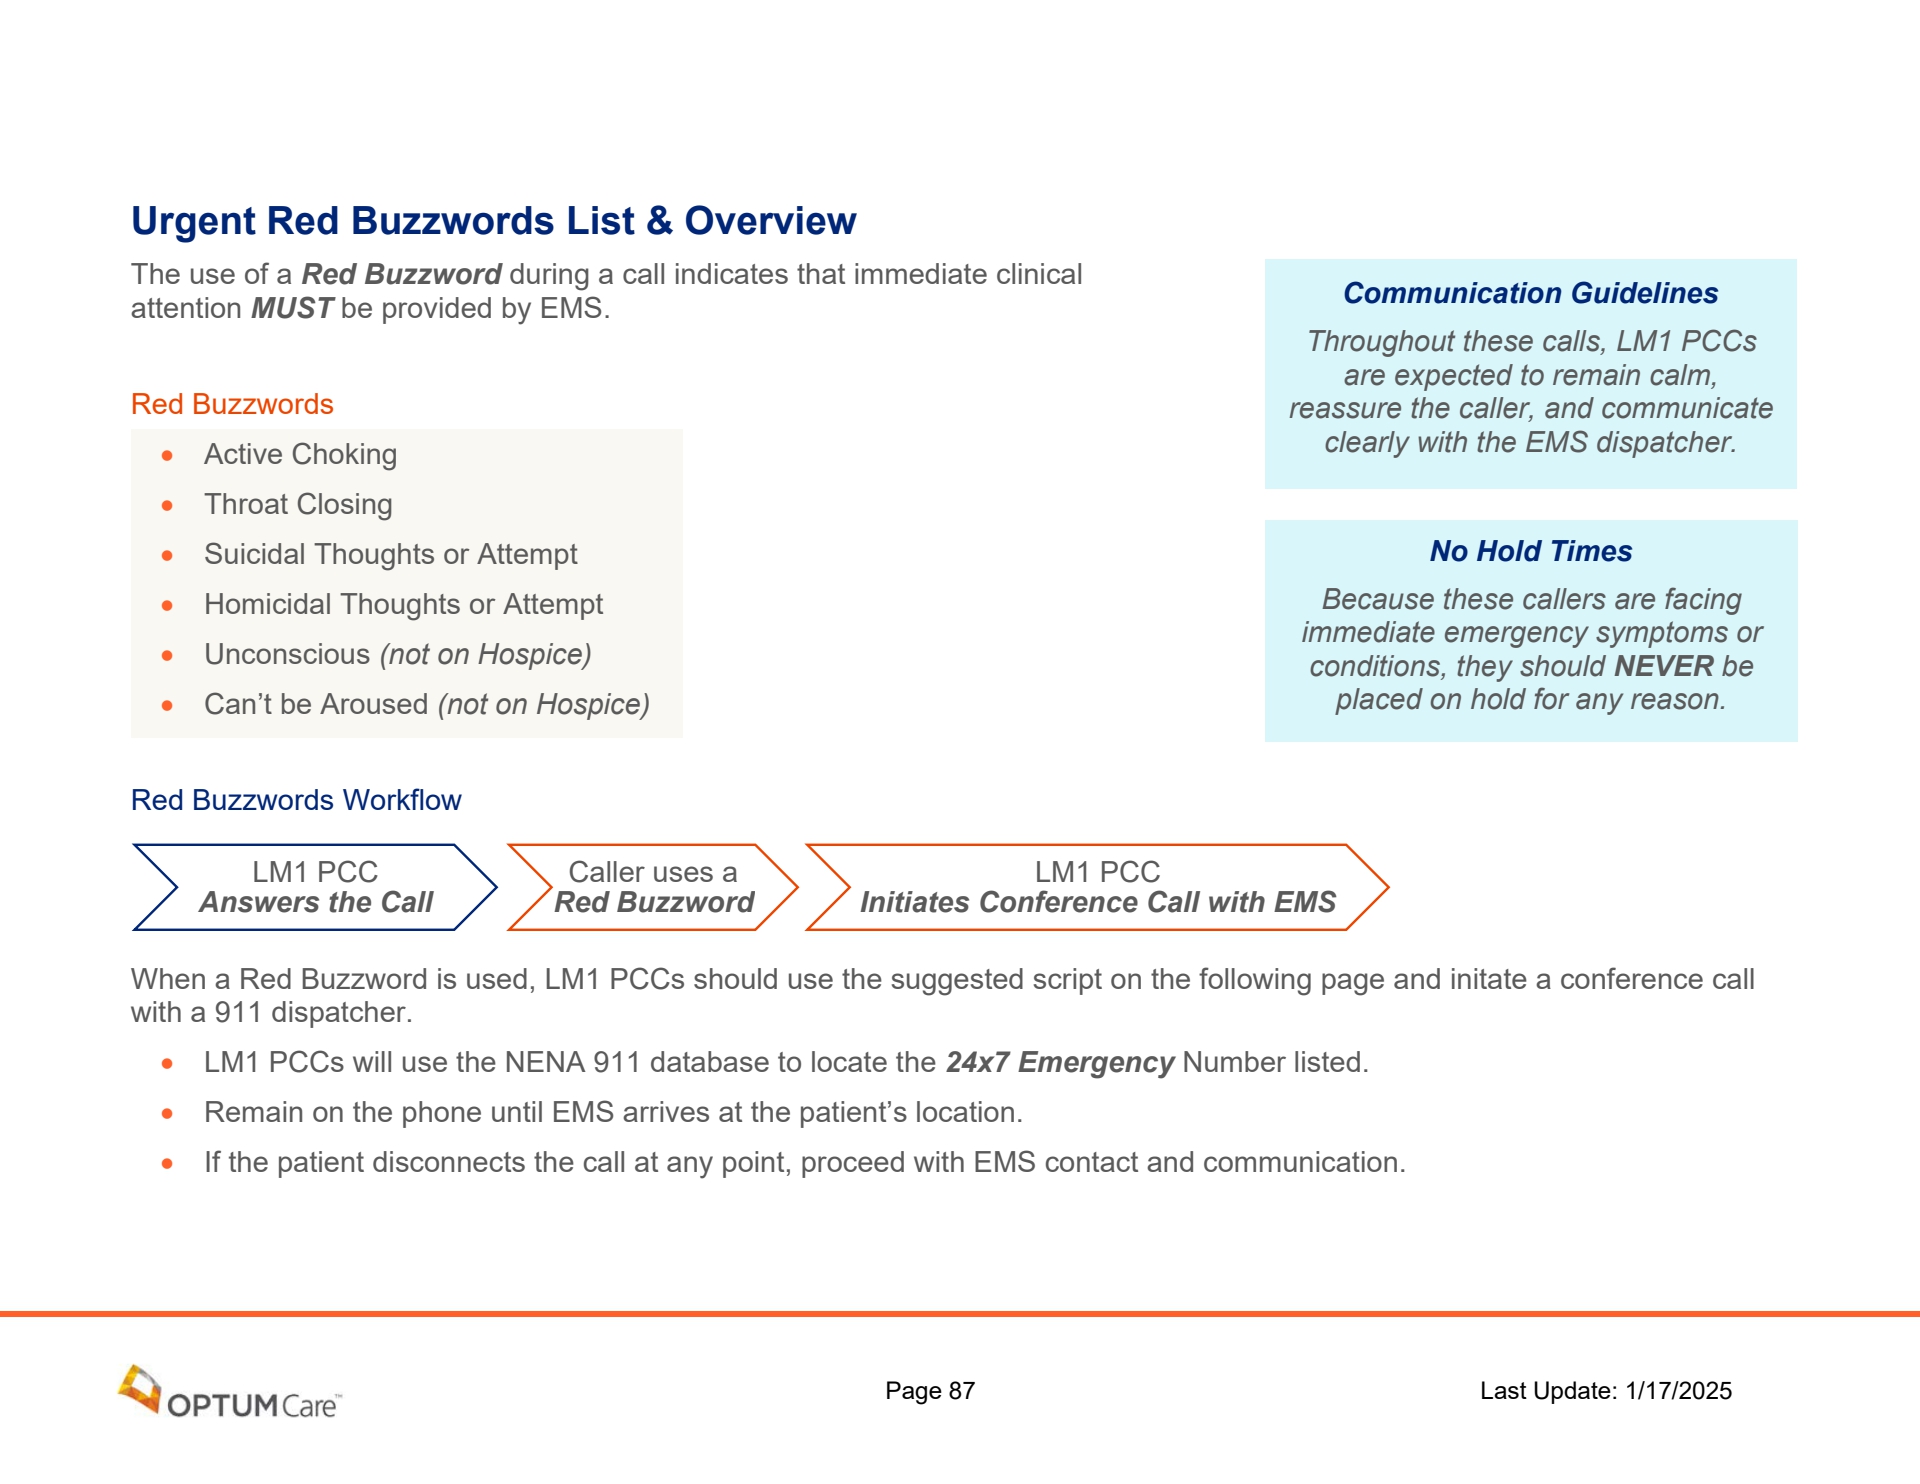 Urgent Red Buzzwords List & Overview
The use of a Red Buzzword during a call indicates that immediate clinical
attention MUST be provided by EMS.
Red Buzzwords
• Active Choking
• Throat Closing
• Suicidal Thoughts or Attempt
• Homicidal Thoughts or Attempt
• Unconscious (not on Hospice)
• Can’t be Aroused (not on Hospice)
Communication Guidelines
Throughout these calls, LM1 PCCs
are expected to remain calm,
reassure the caller, and communicate
clearly with the EMS dispatcher.
No Hold Times
Because these callers are facing
immediate emergency symptoms or
conditions, they should NEVER be
placed on hold for any reason.
Red Buzzwords Workflow
LM1 PCC
Answers the Call
Caller uses a
Red Buzzword
LM1 PCC
Initiates Conference Call with EMS
When a Red Buzzword is used, LM1 PCCs should use the suggested script on the following page and initate a conference call
with a 911 dispatcher.
• LM1 PCCs will use the NENA 911 database to locate the 24x7 Emergency Number listed.
• Remain on the phone until EMS arrives at the patient’s location.
• If the patient disconnects the call at any point, proceed with EMS contact and communication.
OPTUMCare™
Page 87
Last Update: 1/17/2025